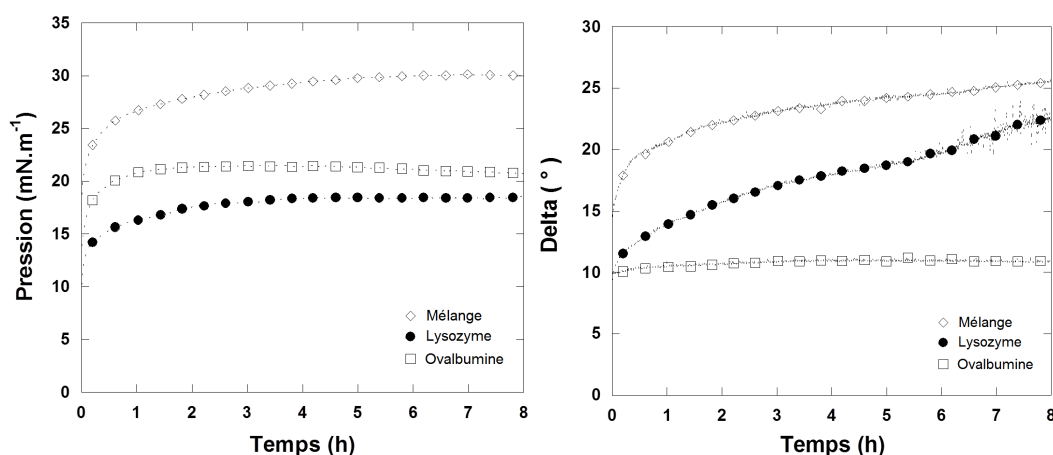 Pression (mN.m-1)
35
30
25
20
15
10
5
0
0 1 2 3 4 5 6 7 8
Temps (h)
Mélange
Lysozyme
Ovalbumine
Delta ( ° )
30
25
20
15
10
5
0
0 1 2 3 4 5 6 7 8
Temps (h)
Mélange
Lysozyme
Ovalbumine